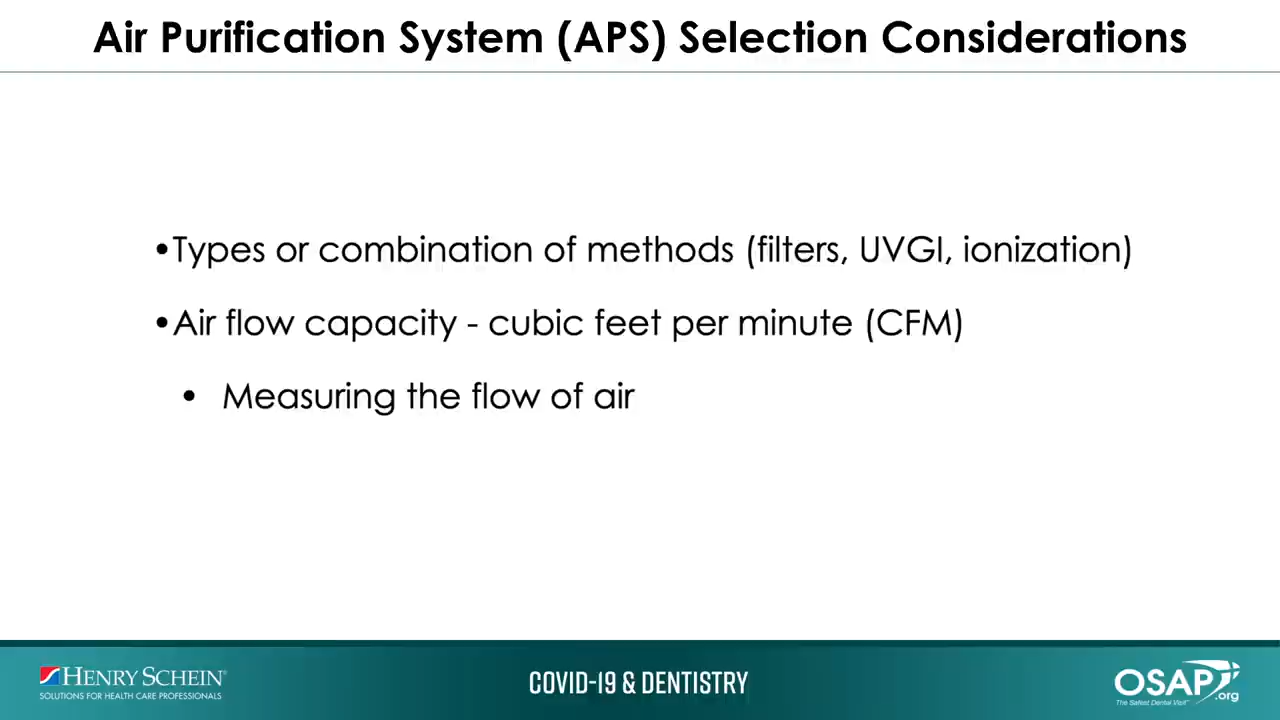 Air Purification System (APS) Selection Considerations
•Types or combination of methods (filters, UVGI, ionization)
•Air flow capacity - cubic feet per minute (CFM)
• Measuring the flow of air
HENRY SCHEIN®
SOLUTIONS FOR HEALTH CARE PROFESSIONALS
COVID-19 & DENTISTRY
OSAP.org
The Safest Dental Visit™